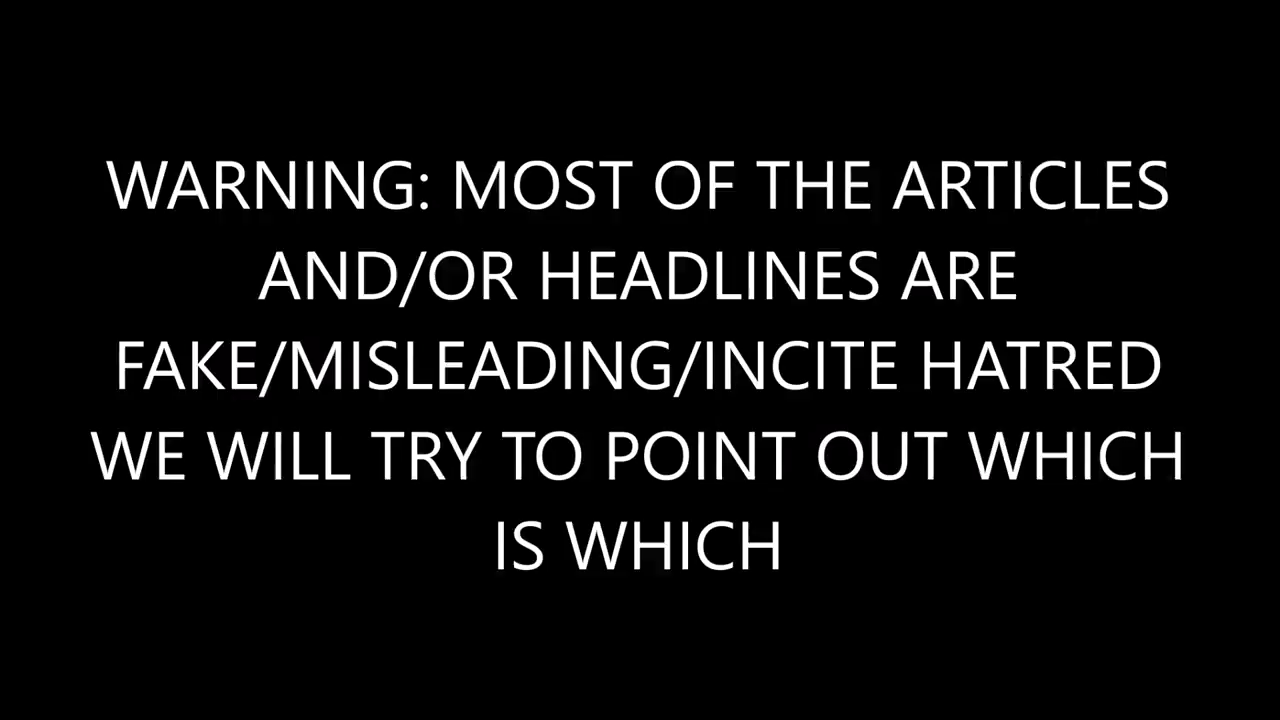 WARNING: MOST OF THE ARTICLES
AND/OR HEADLINES ARE
FAKE/MISLEADING/INCITE HATRED
WE WILL TRY TO POINT OUT WHICH
IS WHICH